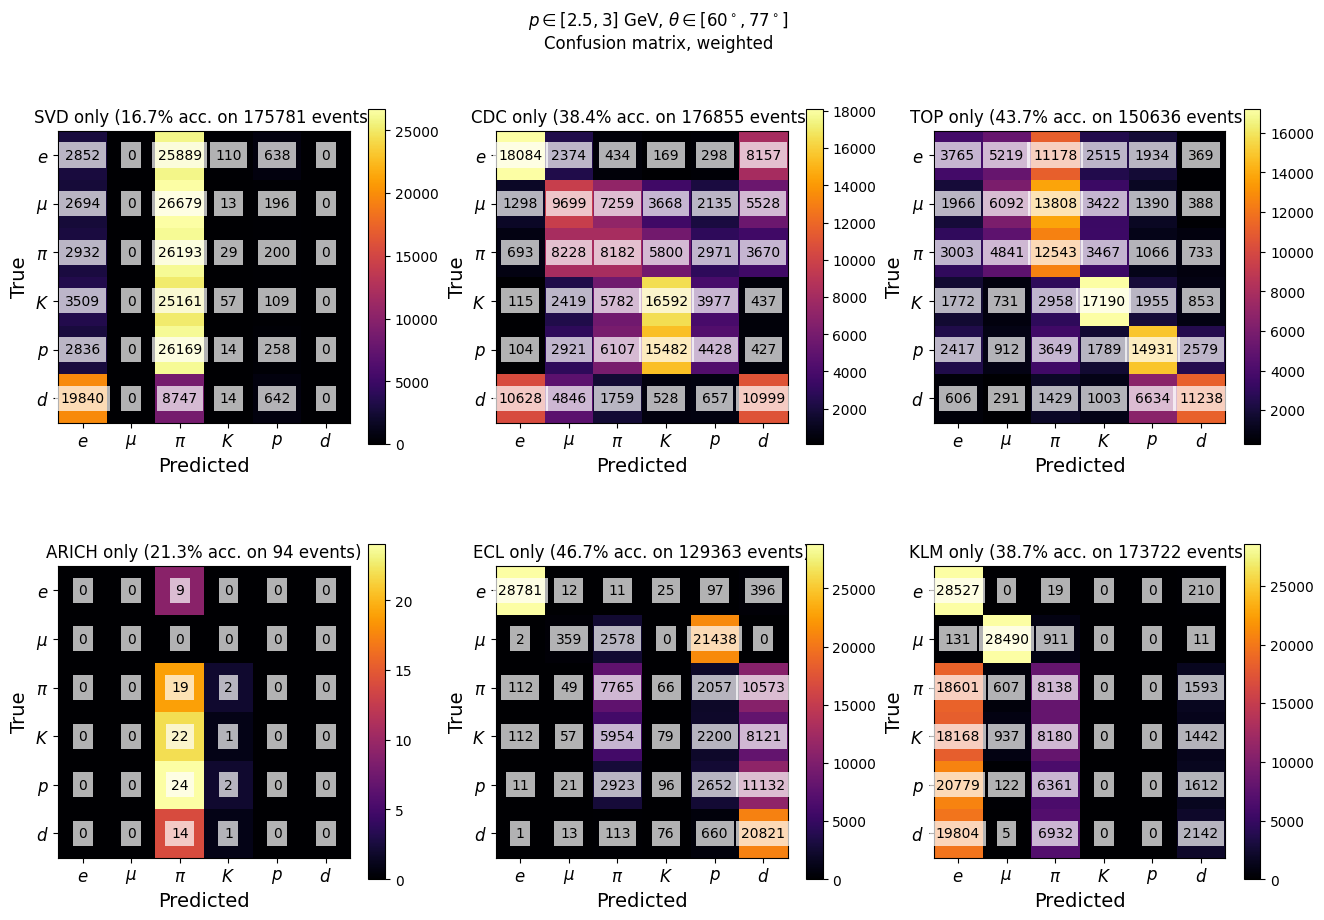 p ∈ [2.5, 3] GeV, θ ∈ [60°, 77°]
Confusion matrix, weighted
SVD only (16.7% acc. on 175781 events
True
e 2852 0 25889 110 638 0
μ 2694 0 26679 13 196 0
π 2932 0 26193 29 200 0
K 3509 0 25161 57 109 0
p 2836 0 26169 14 258 0
d 19840 0 8747 14 642 0
e μ π K p d
Predicted
25000
20000
15000
10000
5000
0
CDC only (38.4% acc. on 176855 events
True
e 18084 2374 434 169 298 8157
μ 1298 9699 7259 3668 2135 5528
π 693 8228 8182 5800 2971 3670
K 115 2419 5782 16592 3977 437
p 104 2921 6107 15482 4428 427
d 10628 4846 1759 528 657 10999
e μ π K p d
Predicted
18000
16000
14000
12000
10000
8000
6000
4000
2000
TOP only (43.7% acc. on 150636 events
True
e 3765 5219 11178 2515 1934 369
μ 1966 6092 13808 3422 1390 388
π 3003 4841 12543 3467 1066 733
K 1772 731 2958 17190 1955 853
p 2417 912 3649 1789 14931 2579
d 606 291 1429 1003 6634 11238
e μ π K p d
Predicted
16000
14000
12000
10000
8000
6000
4000
2000
ARICH only (21.3% acc. on 94 events)
True
e 0 0 9 0 0 0
μ 0 0 0 0 0 0
π 0 0 19 2 0 0
K 0 0 22 1 0 0
p 0 0 24 2 0 0
d 0 0 14 1 0 0
e μ π K p d
Predicted
20
15
10
5
0
ECL only (46.7% acc. on 129363 events)
True
e 28781 12 11 25 97 396
μ 2 359 2578 0 21438 0
π 112 49 7765 66 2057 10573
K 112 57 5954 79 2200 8121
p 11 21 2923 96 2652 11132
d 1 13 113 76 660 20821
e μ π K p d
Predicted
25000
20000
15000
10000
5000
0
KLM only (38.7% acc. on 173722 events
True
e 28527 0 19 0 0 210
μ 131 28490 911 0 0 11
π 18601 607 8138 0 0 1593
K 18168 937 8180 0 0 1442
p 20779 122 6361 0 0 1612
d 19804 5 6932 0 0 2142
e μ π K p d
Predicted
25000
20000
15000
10000
5000
0